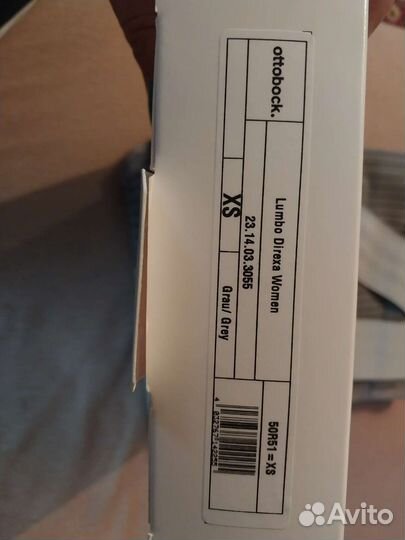 ottobock.
Lumbo Direxa Women
23.14.03.3055
XS
Grau/ Grey
50R51=XS
Avito